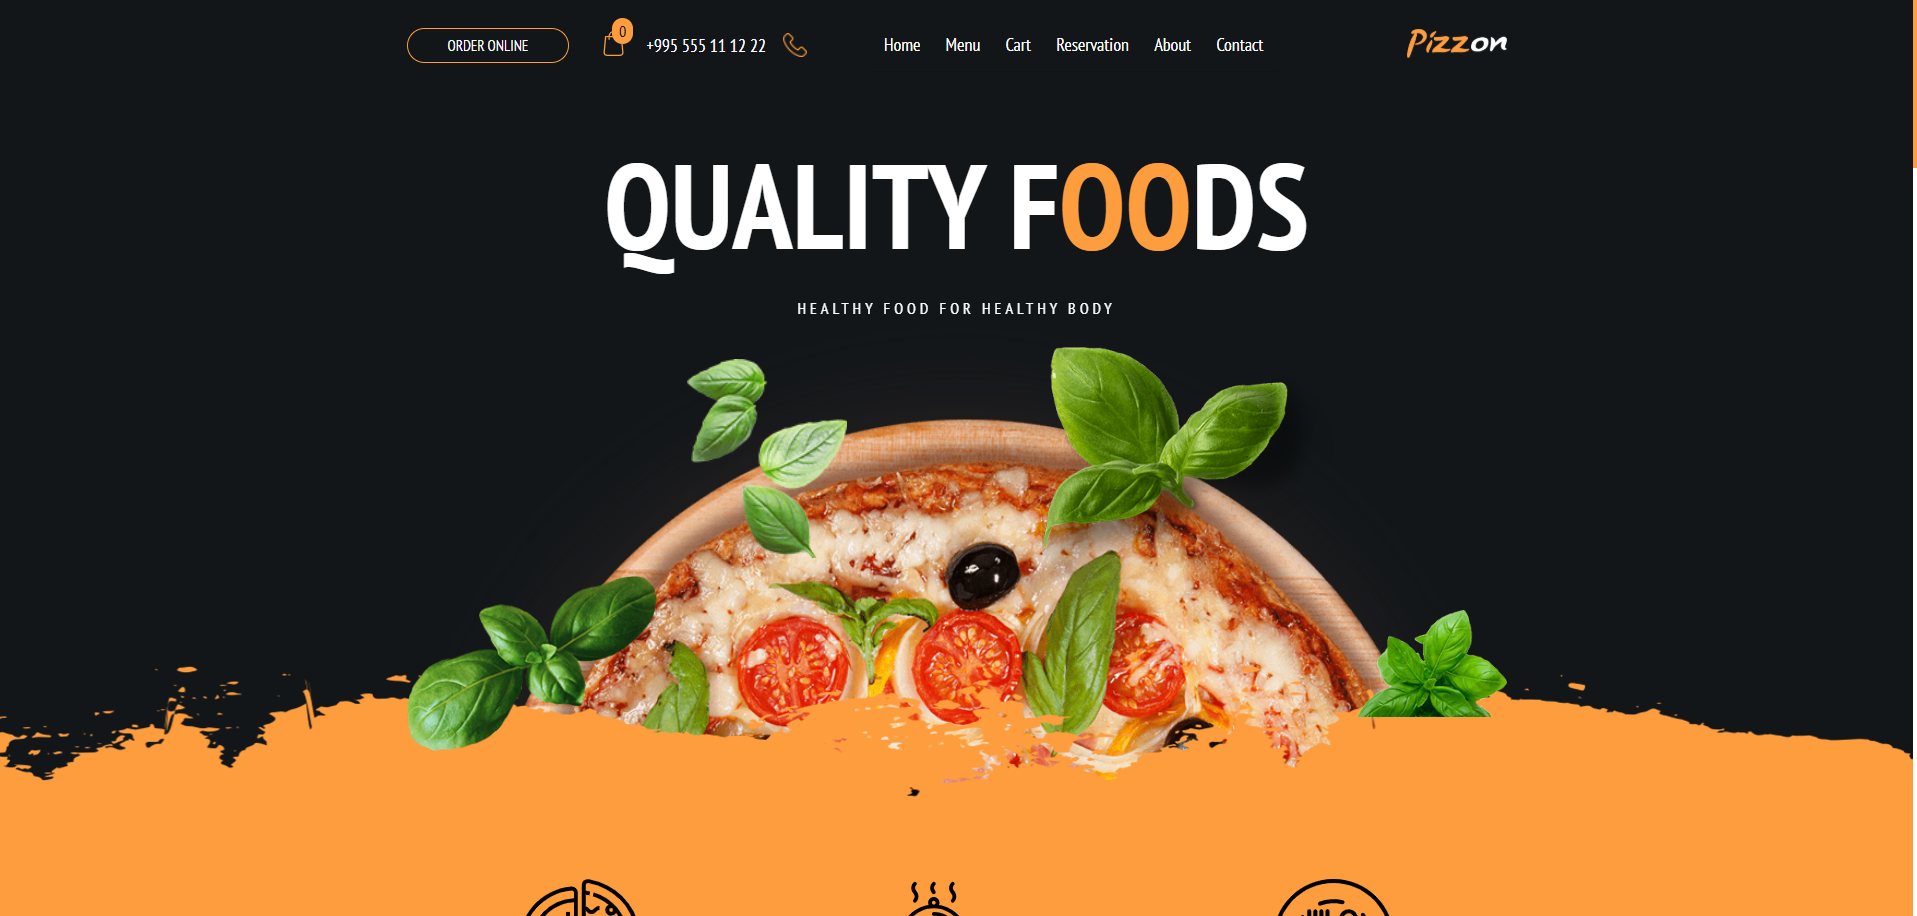 ORDER ONLINE
0
+995 555 11 12 22
Home
Menu
Cart
Reservation
About
Contact
Pizzon
QUALITY FOODS
HEALTHY FOOD FOR HEALTHY BODY